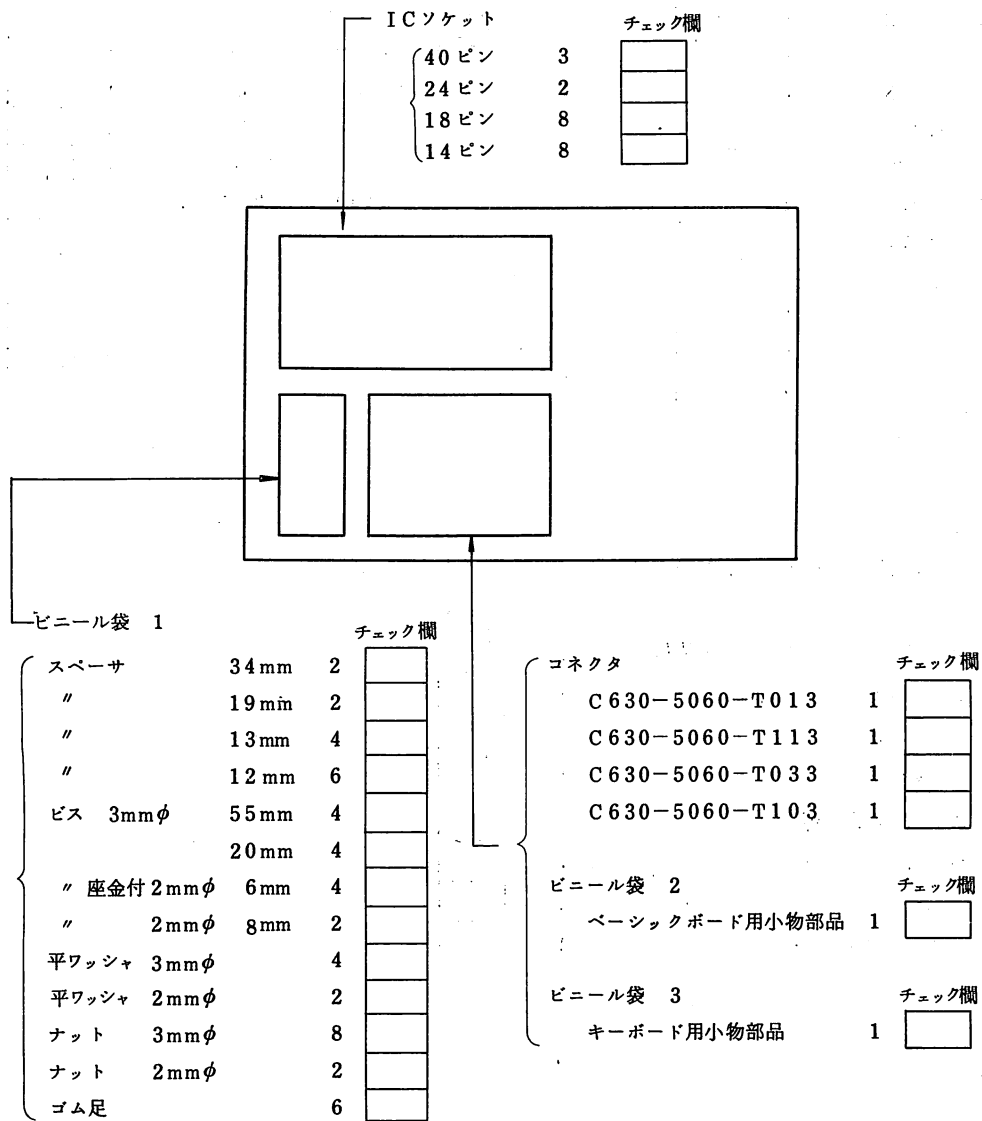 ICソケット
チェック欄
40ピン 3
24ピン 2
18ピン 8
14ピン 8
ビニール袋 1
チェック欄
スペーサ 34mm 2
〃 19mm 2
〃 13mm 4
〃 12mm 6
ビス 3mmφ 55mm 4
20mm 4
〃 座金付 2mmφ 6mm 4
〃 2mmφ 8mm 2
平ワッシャ 3mmφ 4
平ワッシャ 2mmφ 2
ナット 3mmφ 8
ナット 2mmφ 2
ゴム足 6
コネクタ
チェック欄
C630-5060-T013 1
C630-5060-T113 1
C630-5060-T033 1
C630-5060-T103 1
ビニール袋 2
チェック欄
ベーシックボード用小物部品 1
ビニール袋 3
チェック欄
キーボード用小物部品 1